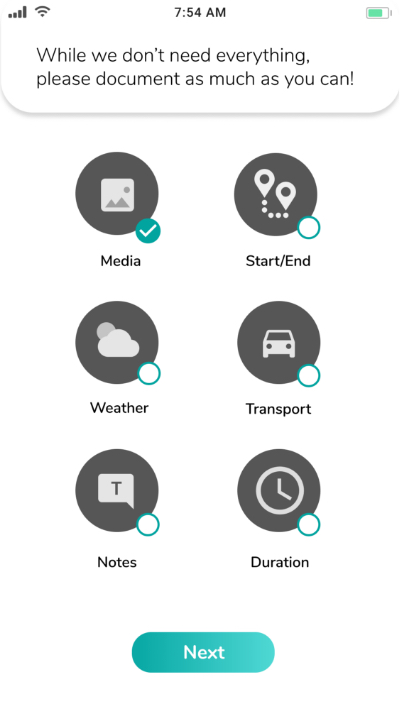 7:54 AM
While we don't need everything,
please document as much as you can!
Media
Start/End
Weather
Transport
T
Notes
Duration
Next